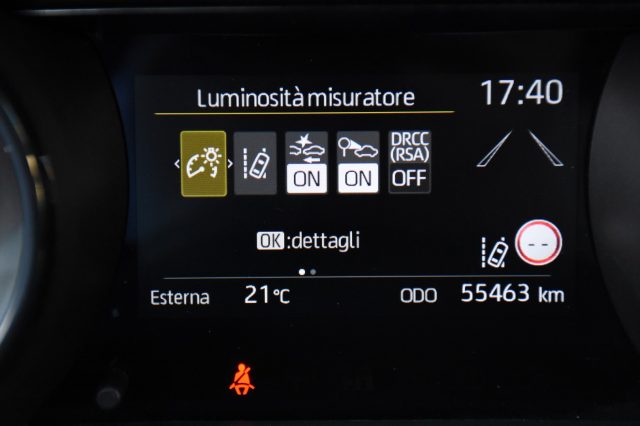 Luminosità misuratore 17:40
ON ON DRCC
(RSA)
OFF
OK :dettagli
--
Esterna 21°C ODO 55463 km